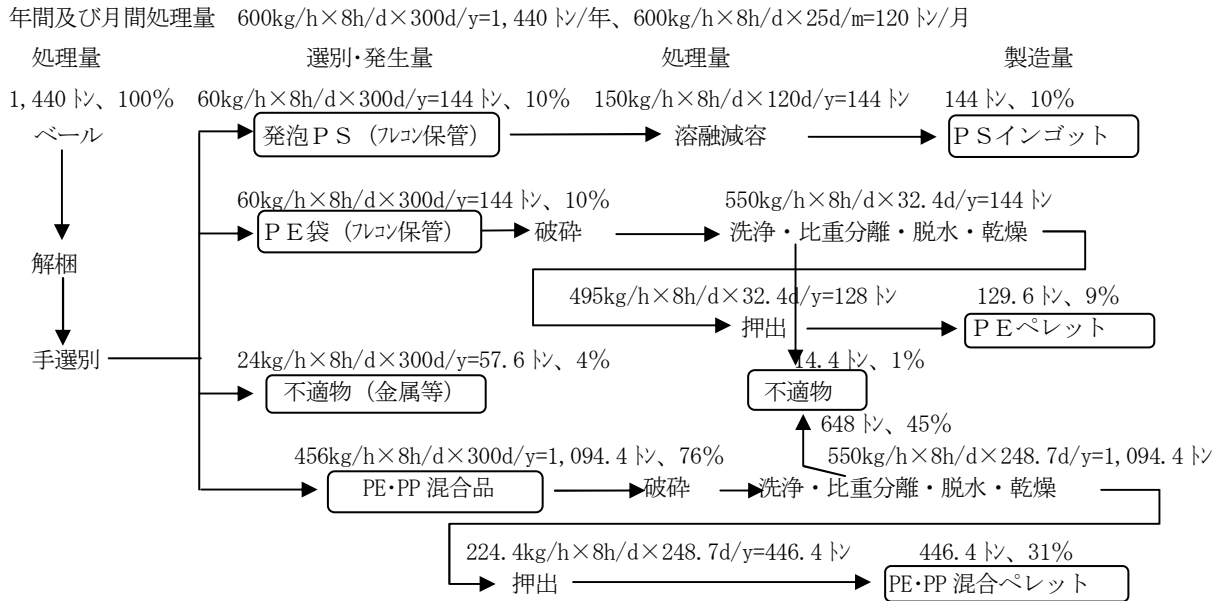 年間及び月間処理量 600kg/h×8h/d×300d/y=1,440トン/年、600kg/h×8h/d×25d/m=120トン/月
処理量 選別･発生量 処理量 製造量
1,440トン、100% 60kg/h×8h/d×300d/y=144トン、10% 150kg/h×8h/d×120d/y=144トン 144トン、10%
ベール 発泡PS（フレコン保管） 溶融減容 PSインゴット
60kg/h×8h/d×300d/y=144トン、10% 550kg/h×8h/d×32.4d/y=144トン
PE袋（フレコン保管） 破砕 洗浄・比重分離・脱水・乾燥
解梱
495kg/h×8h/d×32.4d/y=128トン 129.6トン、9%
押出 PEペレット
手選別 24kg/h×8h/d×300d/y=57.6トン、4% 14.4トン、1%
不適物（金属等） 不適物
648トン、45%
456kg/h×8h/d×300d/y=1,094.4トン、76% 550kg/h×8h/d×248.7d/y=1,094.4トン
PE･PP混合品 破砕 洗浄・比重分離・脱水・乾燥
224.4kg/h×8h/d×248.7d/y=446.4トン 446.4トン、31%
押出 PE･PP混合ペレット